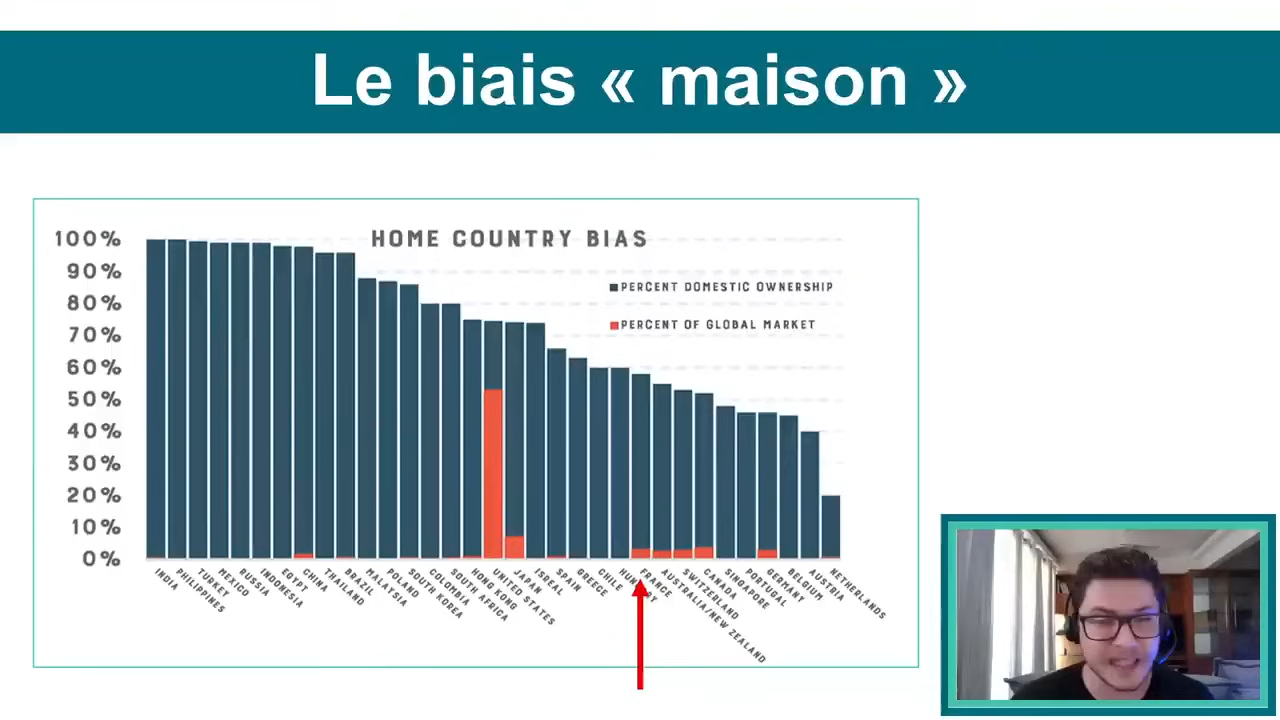 Le biais « maison »
HOME COUNTRY BIAS
100%
90%
80%
70%
60%
50%
40%
30%
20%
10%
0%
PERCENT DOMESTIC OWNERSHIP
PERCENT OF GLOBAL MARKET
INDIA
PHILIPPINES
TURKEY
MEXICO
RUSSIA
INDONESIA
EGYPT
CHINA
THAILAND
BRAZIL
MALAYSIA
POLAND
SOUTH KOREA
COLOMBIA
SOUTH AFRICA
HONG KONG
UNITED STATES
JAPAN
ISREAL
SPAIN
GREECE
CHILE
FRANCE
AUSTRALIA/NEW ZEALAND
SWITZERLAND
CANADA
SINGAPORE
PORTUGAL
GERMANY
BELGIUM
AUSTRIA
NETHERLANDS